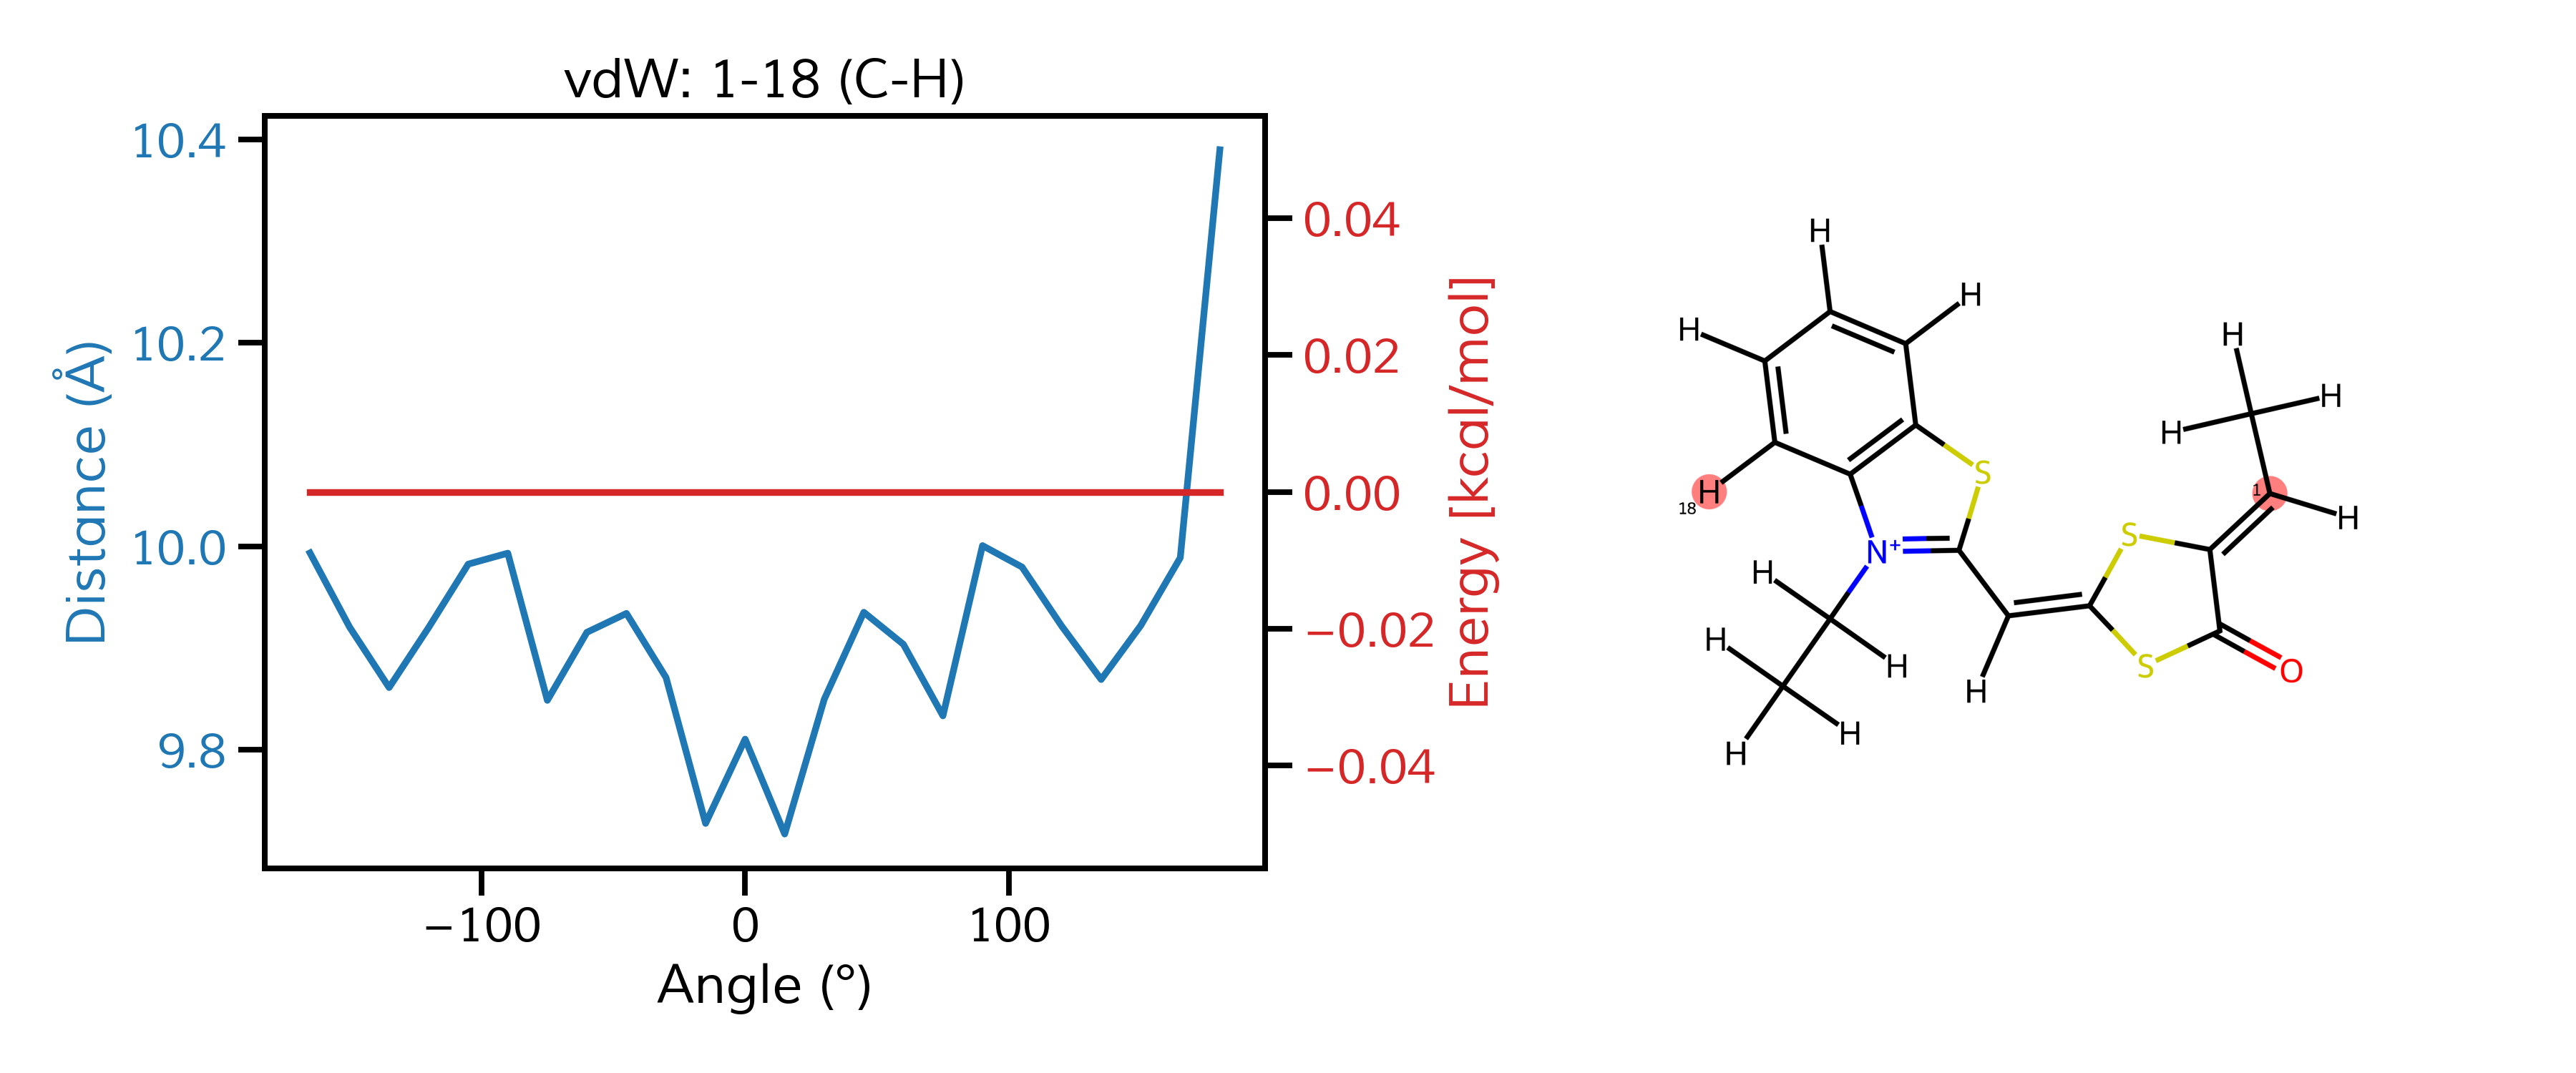 vdW: 1-18 (C-H)
10.4
10.2
10.0
9.8
Distance (Å)
−100
0
100
Angle (°)
0.04
0.02
0.00
−0.02
−0.04
Energy [kcal/mol]
H
H
H
H
H
H
H
18
S
1
H
S
N+
H
H
H
S
O
H
H
H
H